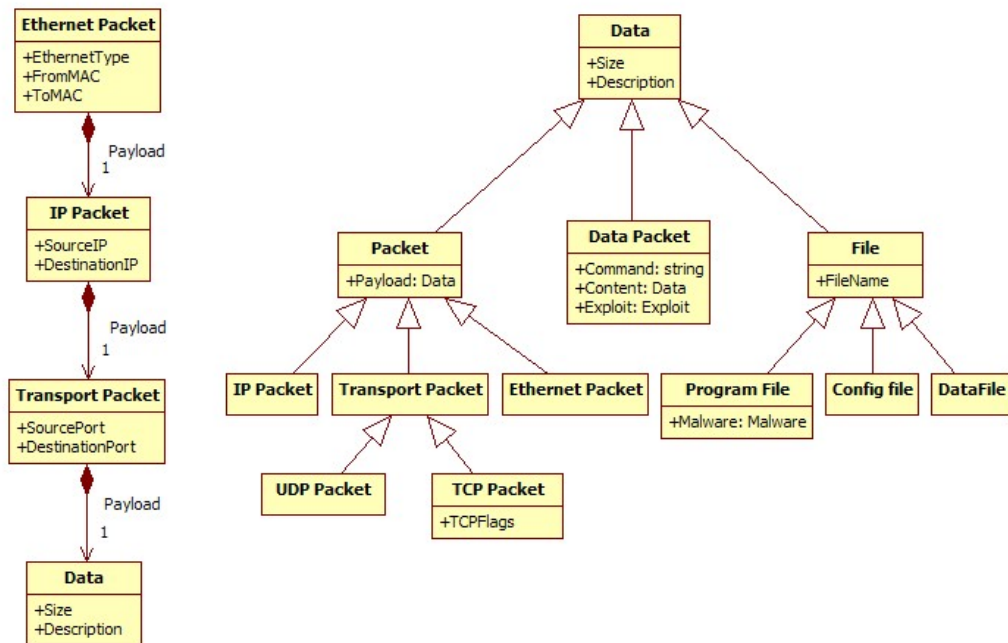 Ethernet Packet
+EthernetType
+FromMAC
+ToMAC
Payload
1
IP Packet
+SourceIP
+DestinationIP
Payload
1
Transport Packet
+SourcePort
+DestinationPort
Payload
1
Data
+Size
+Description
Data
+Size
+Description
Packet
+Payload: Data
Data Packet
+Command: string
+Content: Data
+Exploit: Exploit
File
+FileName
IP Packet
Transport Packet
Ethernet Packet
Program File
+Malware: Malware
Config file
DataFile
UDP Packet
TCP Packet
+TCPFlags